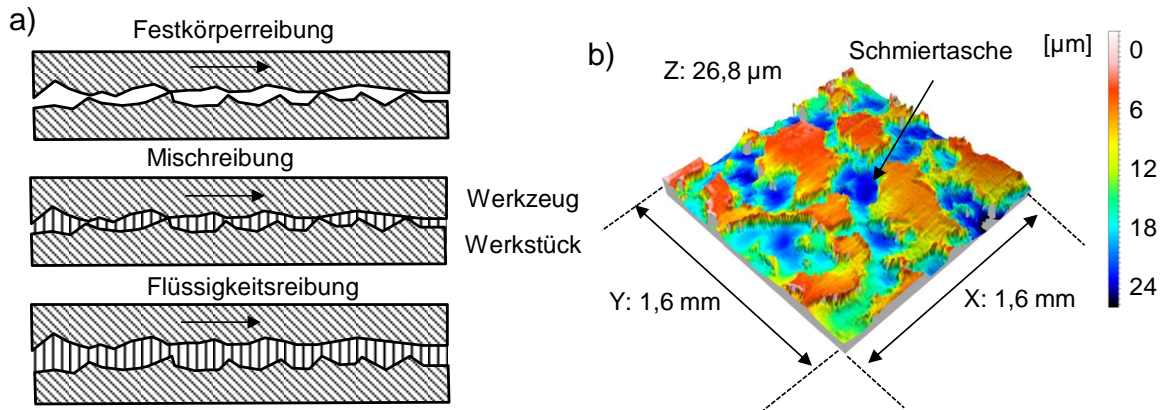 a)
Festkörperreibung
Mischreibung
Werkzeug
Werkstück
Flüssigkeitsreibung
b)
Schmiertasche
[µm]
Z: 26,8 µm
0
6
12
18
24
Y: 1,6 mm
X: 1,6 mm